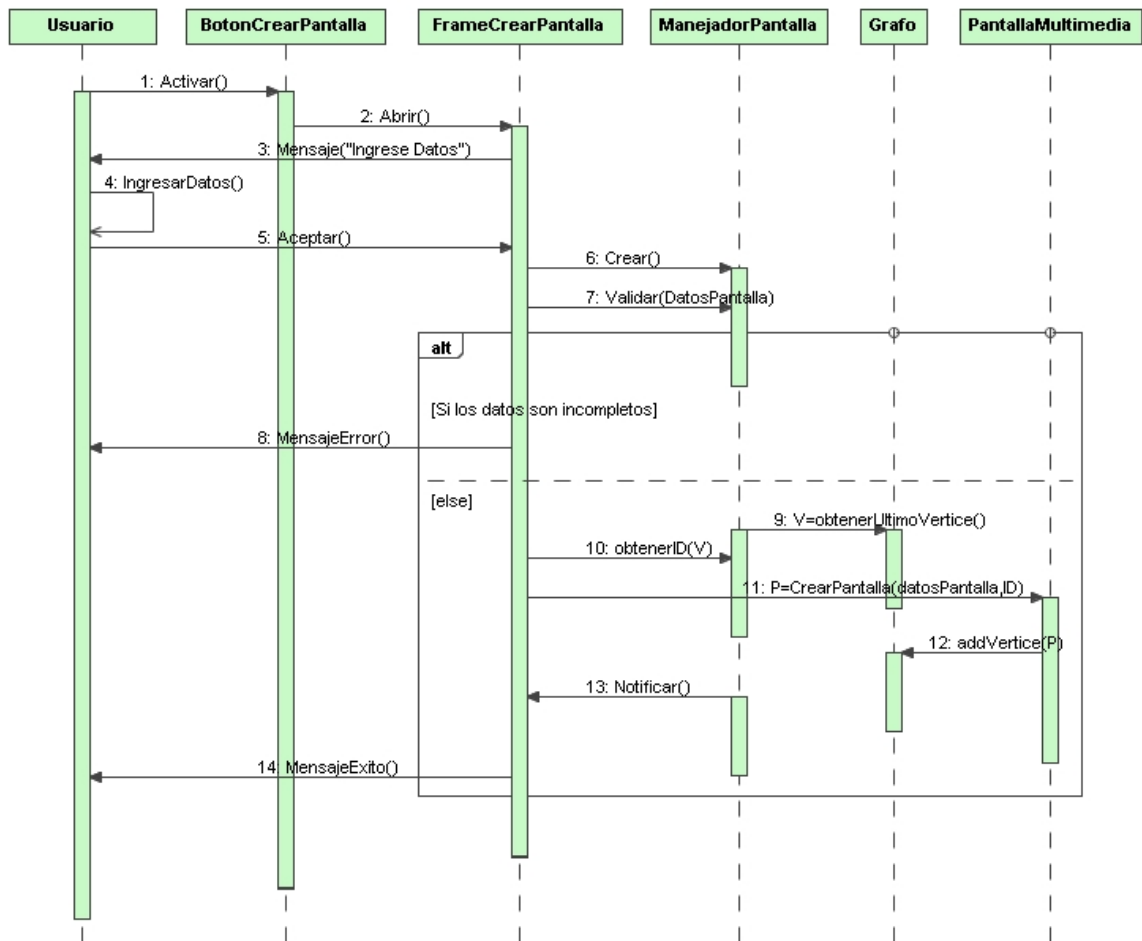 Usuario
BotonCrearPantalla
FrameCrearPantalla
ManejadorPantalla
Grafo
PantallaMultimedia
1: Activar()
2: Abrir()
3: Mensaje("Ingrese Datos")
4: IngresarDatos()
5: Aceptar()
6: Crear()
7: Validar(DatosPantalla)
alt
[Si los datos son incompletos]
8: MensajeError()
[else]
9: V=obtenerUltimoVertice()
10: obtenerID(V)
11: P=CrearPantalla(datosPantalla,ID)
12: addVertice(P)
13: Notificar()
14: MensajeExito()